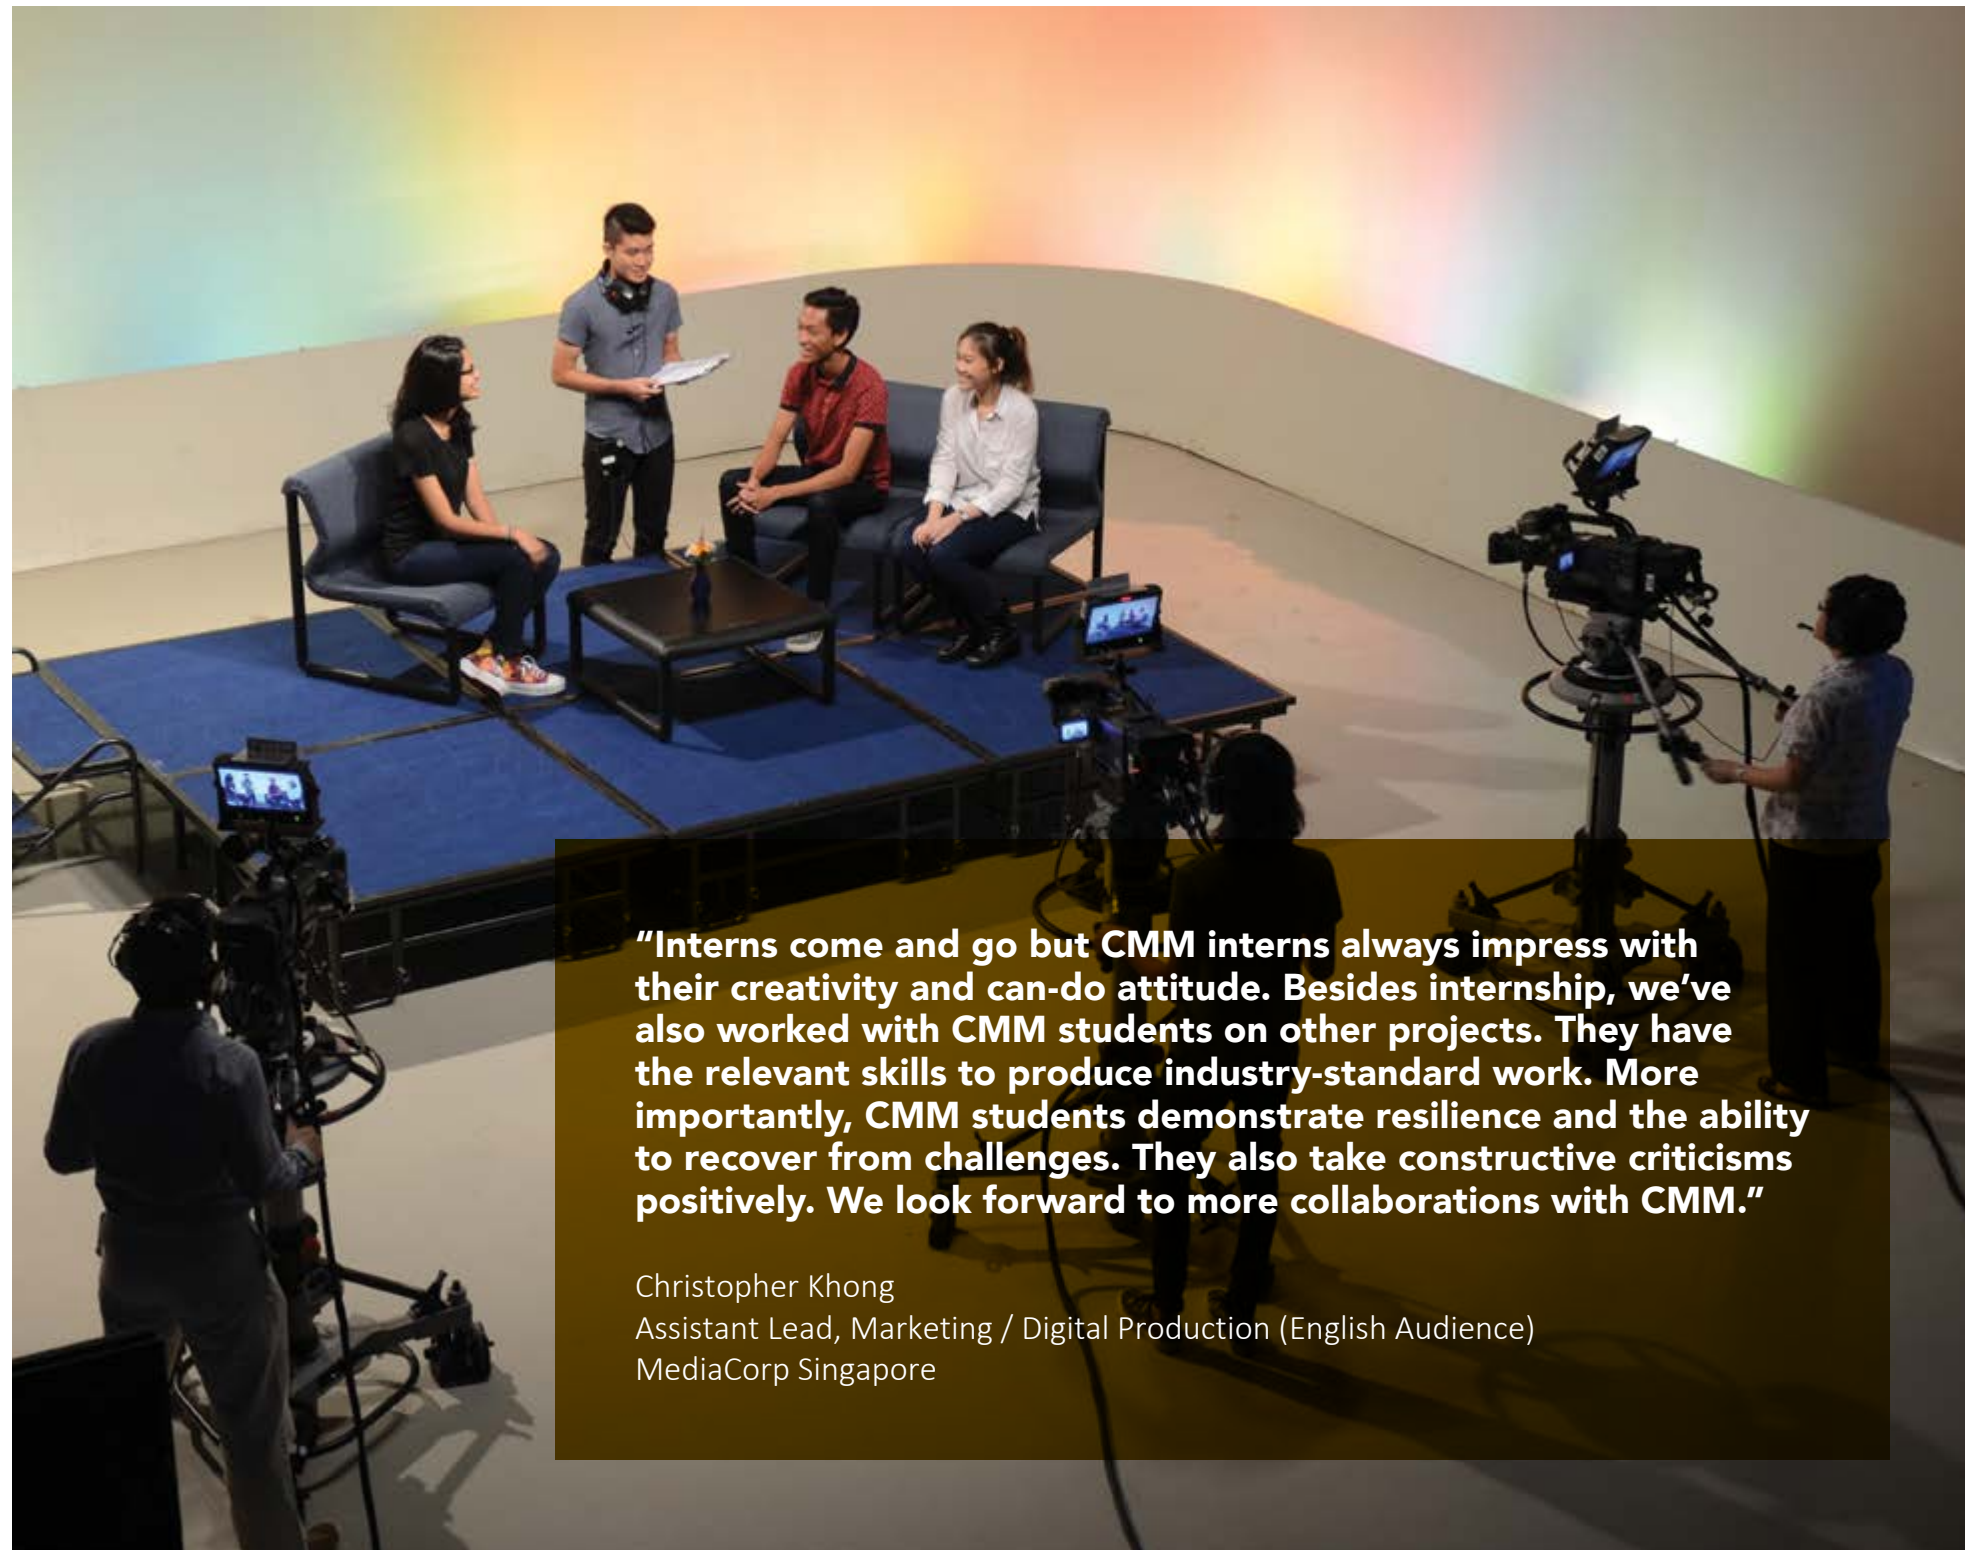 “Interns come and go but CMM interns always impress with
their creativity and can-do attitude. Besides internship, we’ve
also worked with CMM students on other projects. They have
the relevant skills to produce industry-standard work. More
importantly, CMM students demonstrate resilience and the ability
to recover from challenges. They also take constructive criticisms
positively. We look forward to more collaborations with CMM.”
Christopher Khong
Assistant Lead, Marketing / Digital Production (English Audience)
MediaCorp Singapore